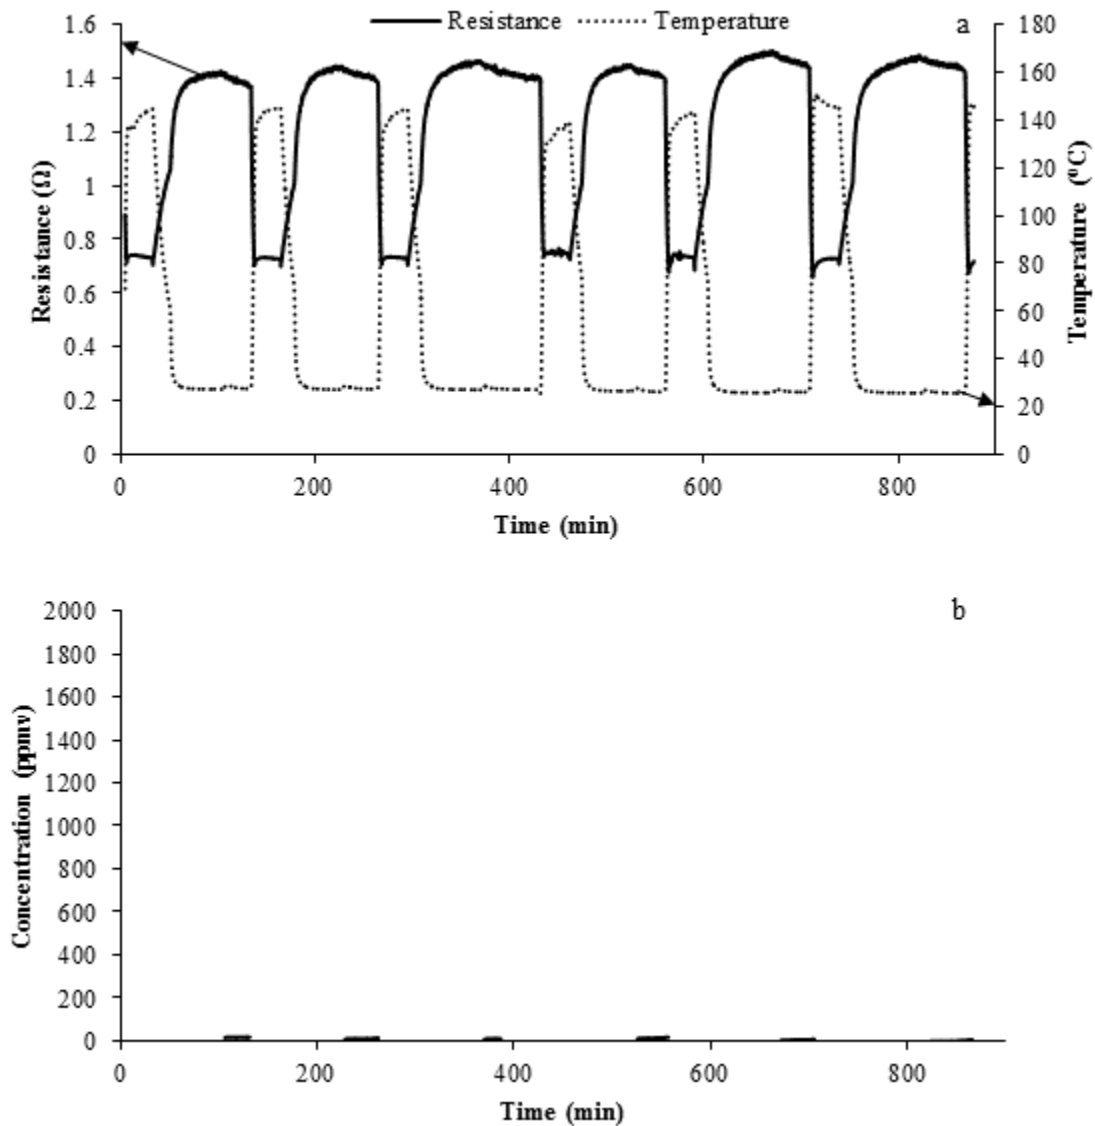 Resistance Temperature a
1.6 180
1.4 160
1.2 140
1 120
0.8 100
0.6 80
0.4 60
0.2 40
0 20
0
Resistance (Ω)
Temperature (⁰C)
0 200 400 600 800
Time (min)
b
2000
1800
1600
1400
1200
1000
800
600
400
200
0
Concentration (ppmv)
0 200 400 600 800
Time (min)